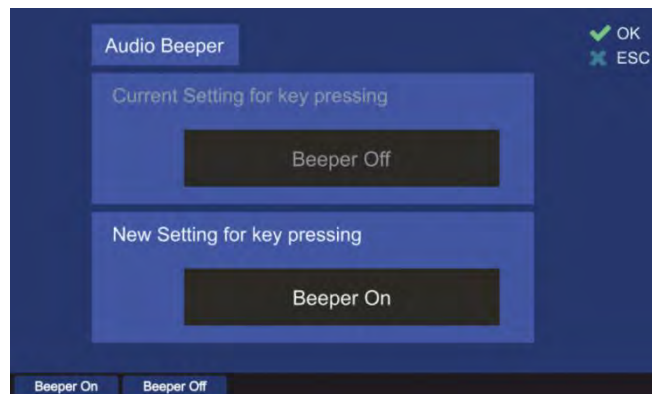 Audio Beeper
OK
ESC
Current Setting for key pressing
Beeper Off
New Setting for key pressing
Beeper On
Beeper On Beeper Off